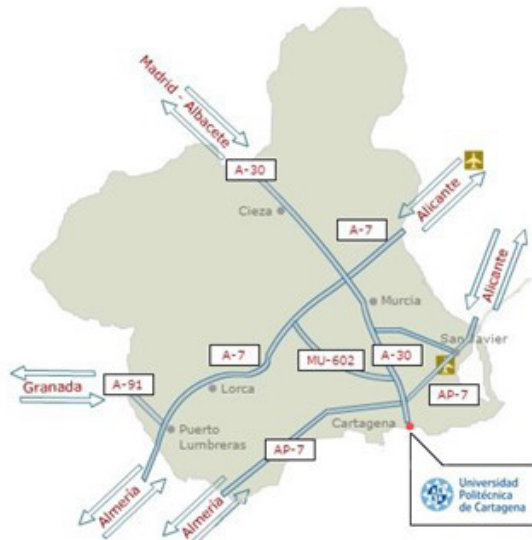 Madrid - Albacete
A-30
Cieza
A-7
Alicante
Alicante
Murcia
San Javier
A-7
MU-602
A-30
Granada
A-91
Lorca
AP-7
Puerto
Lumbreras
AP-7
Cartagena
Almería
Almería
Universidad
Politécnica
de Cartagena